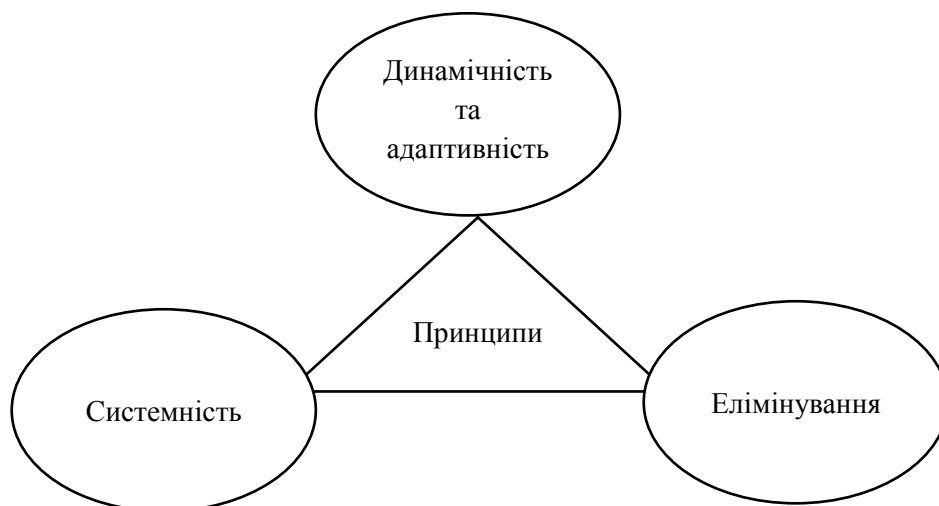 Динамічність
та
адаптивність
Принципи
Системність
Елімінування